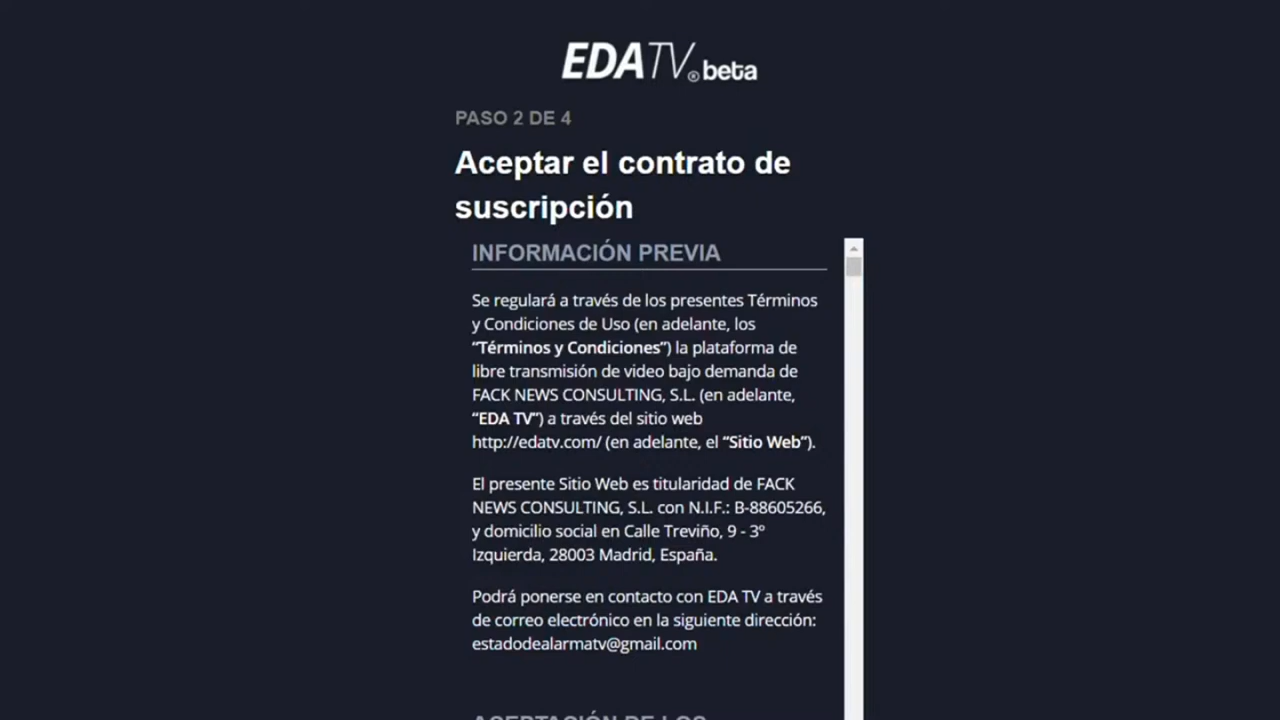 EDATV® beta
PASO 2 DE 4
Aceptar el contrato de
suscripción
INFORMACIÓN PREVIA
Se regulará a través de los presentes Términos
y Condiciones de Uso (en adelante, los
“Términos y Condiciones”) la plataforma de
libre transmisión de video bajo demanda de
FACK NEWS CONSULTING, S.L. (en adelante,
“EDA TV”) a través del sitio web
http://edatv.com/ (en adelante, el “Sitio Web”).
El presente Sitio Web es titularidad de FACK
NEWS CONSULTING, S.L. con N.I.F.: B-88605266,
y domicilio social en Calle Treviño, 9 - 3º
Izquierda, 28003 Madrid, España.
Podrá ponerse en contacto con EDA TV a través
de correo electrónico en la siguiente dirección:
estadodealarmatv@gmail.com
ACEPTACIÓN DE LOS